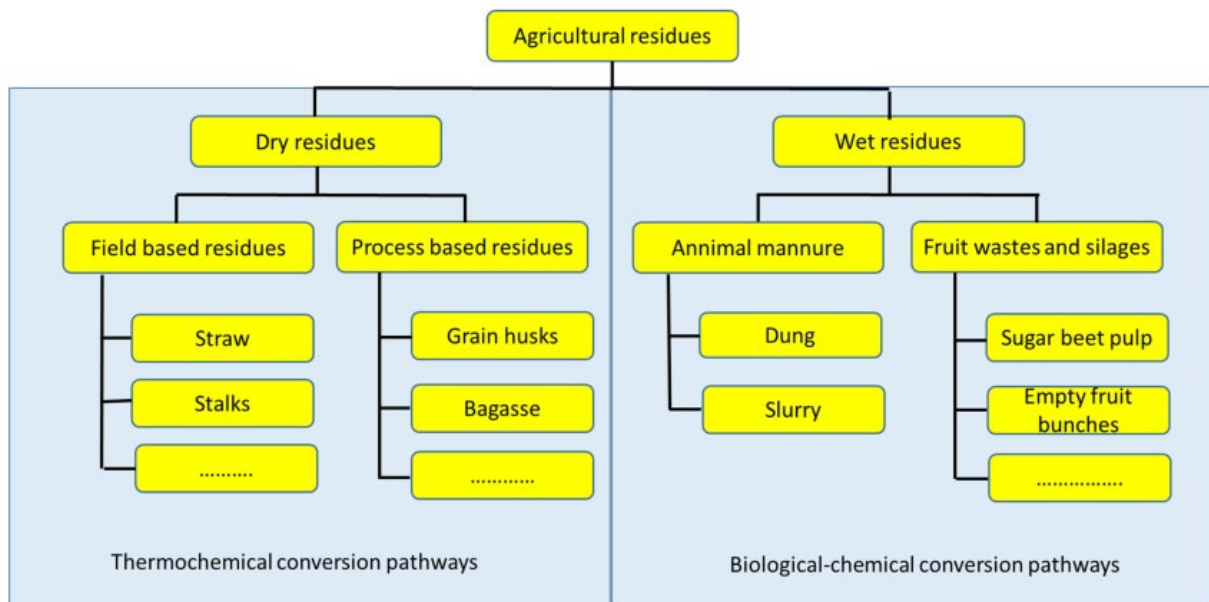 Agricultural residues
Dry residues
Wet residues
Field based residues
Process based residues
Annimal mannure
Fruit wastes and silages
Straw
Grain husks
Dung
Sugar beet pulp
Stalks
Bagasse
Slurry
Empty fruit
bunches
……….
…………
…………….
Thermochemical conversion pathways
Biological-chemical conversion pathways